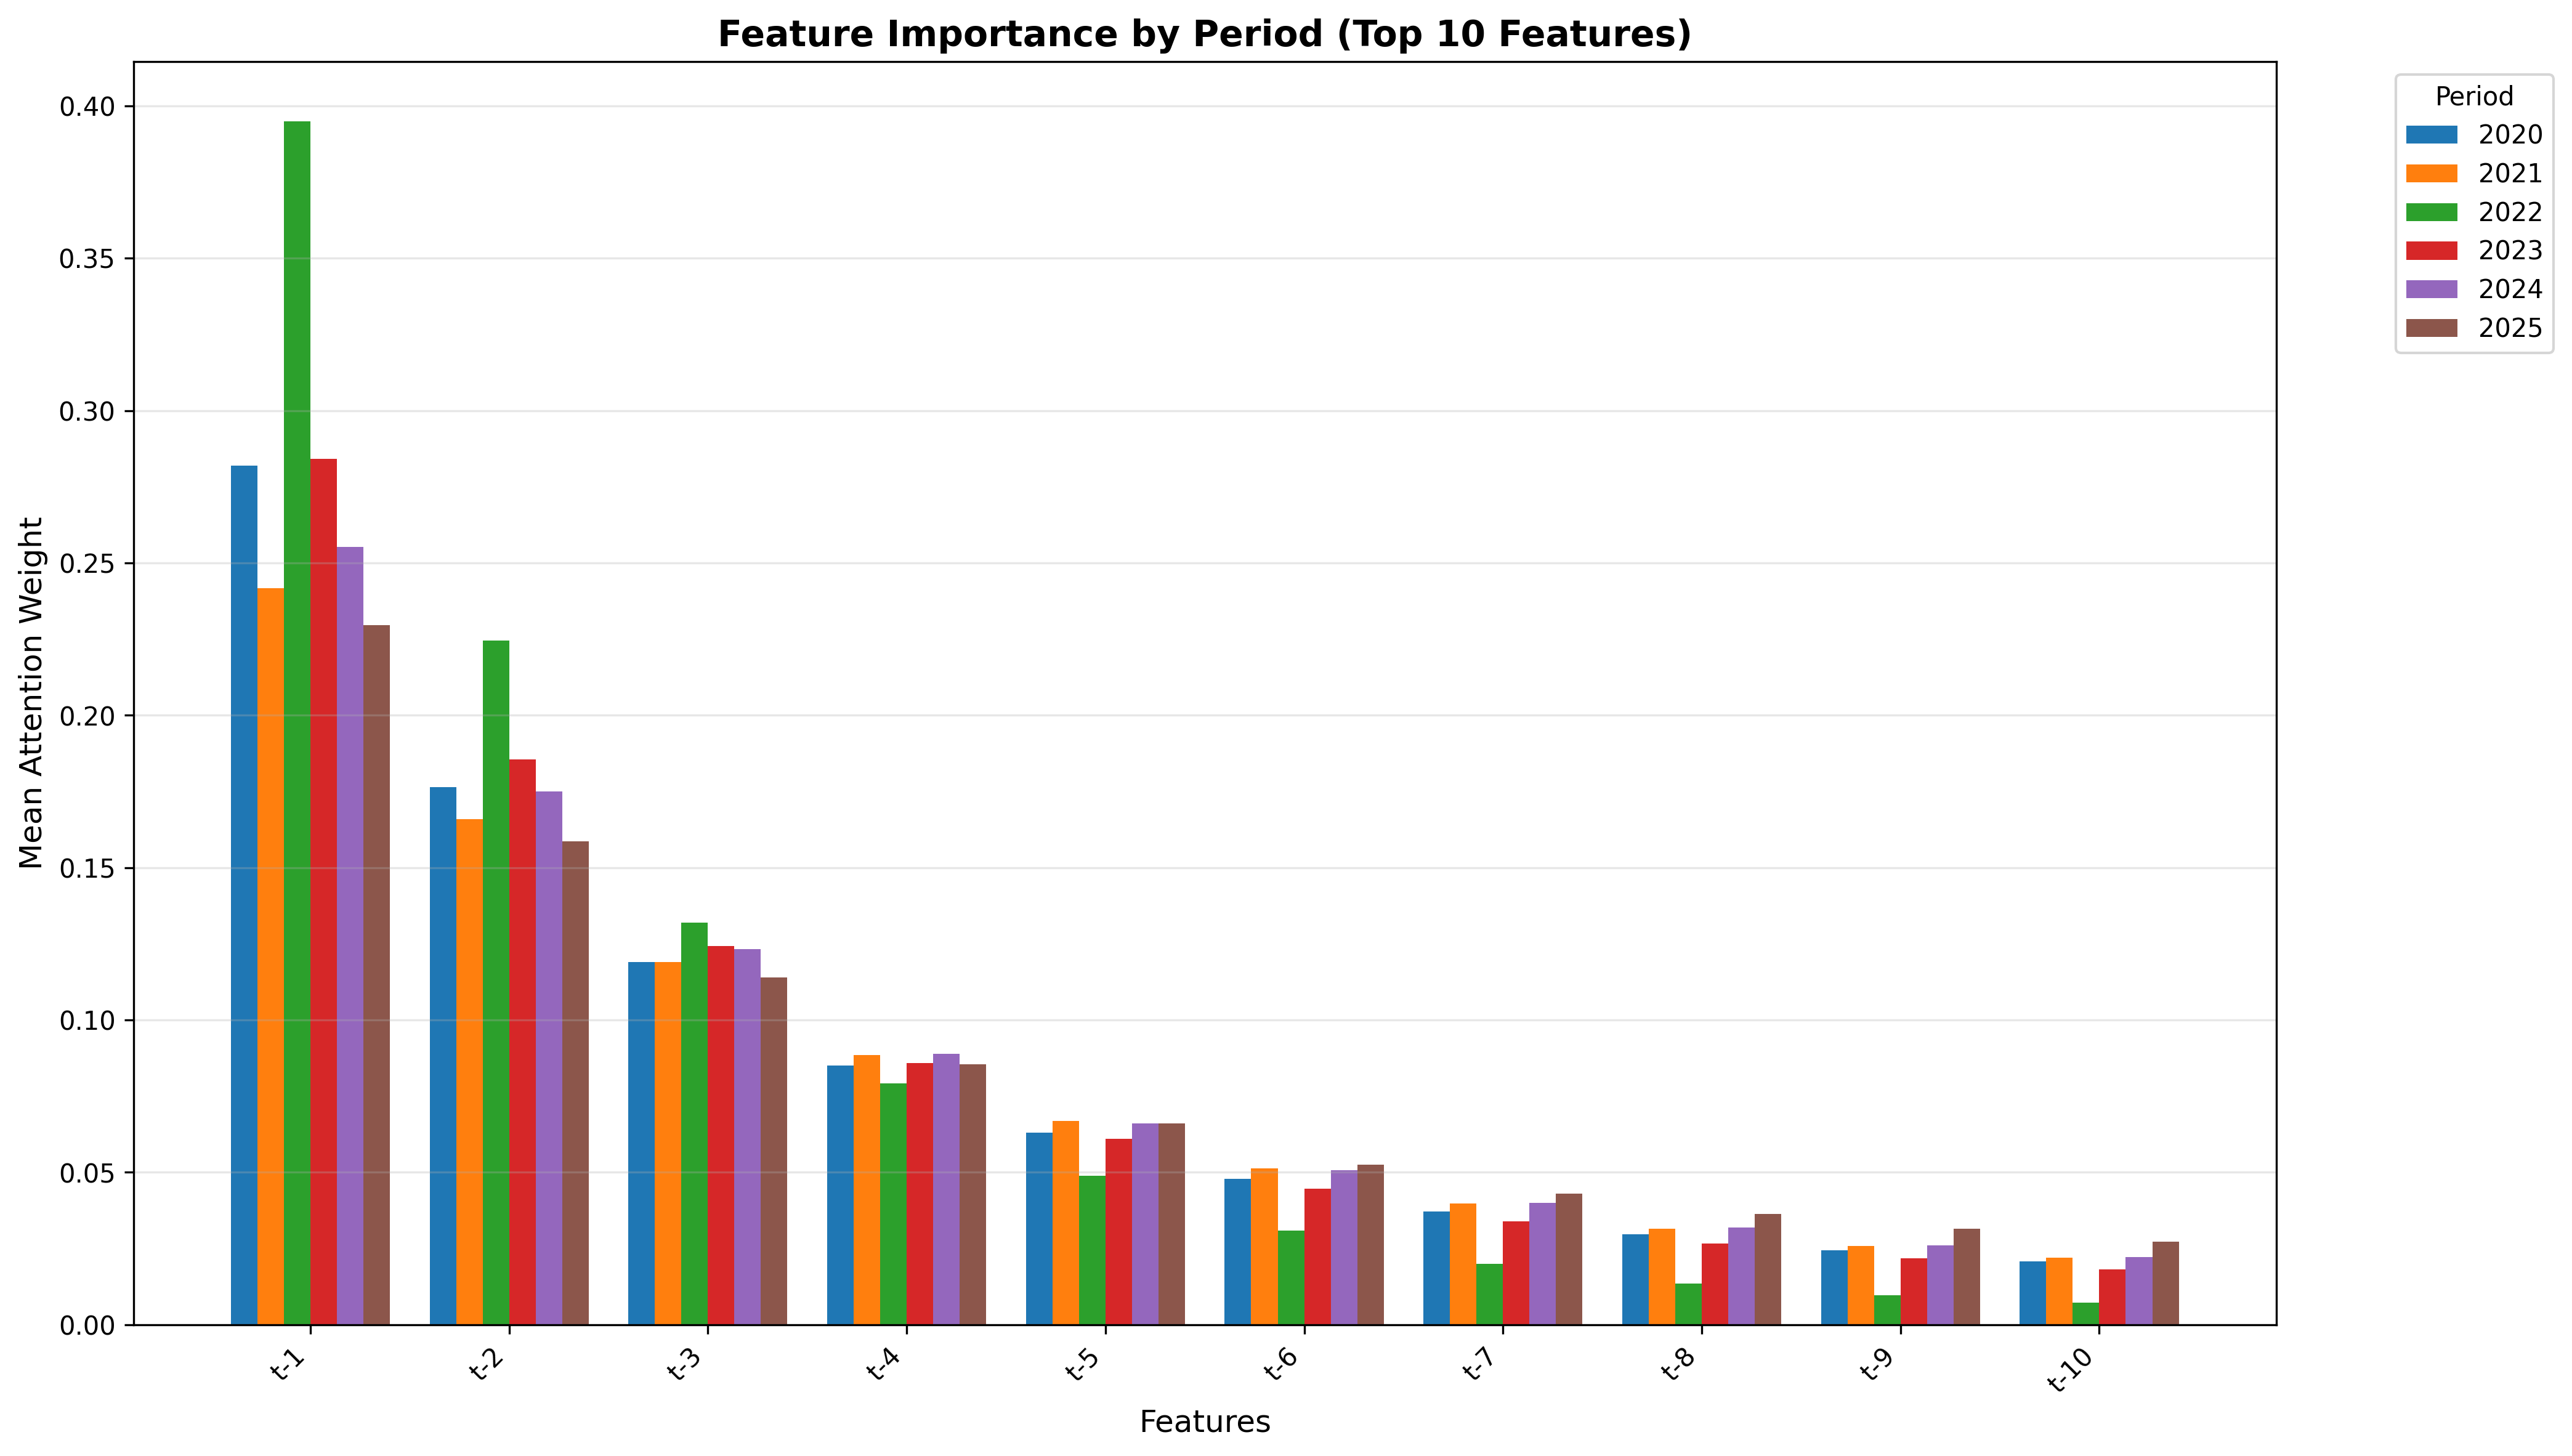 Feature Importance by Period (Top 10 Features)
Period
2020
2021
2022
2023
2024
2025
Mean Attention Weight
0.40
0.35
0.30
0.25
0.20
0.15
0.10
0.05
0.00
t-1
t-2
t-3
t-4
t-5
t-6
t-7
t-8
t-9
t-10
Features